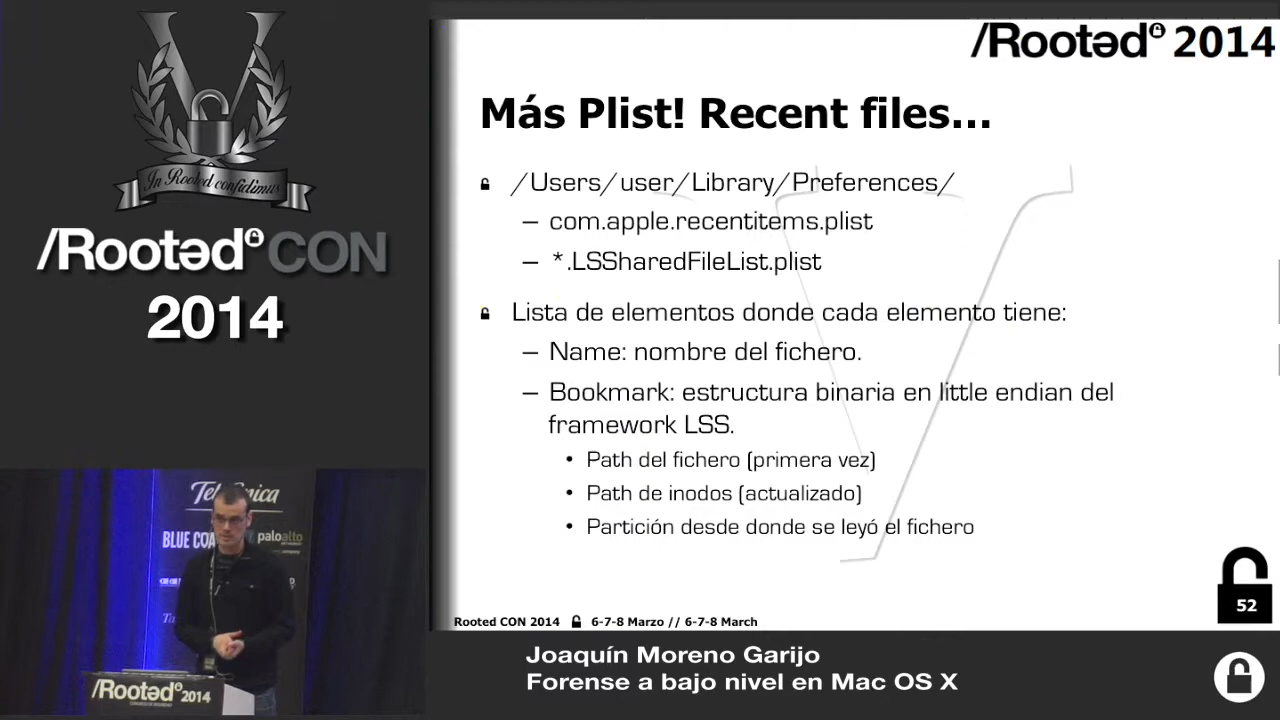 In Rooted confidimus
/Rootəd CON
2014
/Rootəd 2014
Más Plist! Recent files...
/Users/user/Library/Preferences/
– com.apple.recentitems.plist
– *.LSSharedFileList.plist
Lista de elementos donde cada elemento tiene:
– Name: nombre del fichero.
– Bookmark: estructura binaria en little endian del
framework LSS.
• Path del fichero (primera vez)
• Path de inodos (actualizado)
• Partición desde donde se leyó el fichero
52
Rooted CON 2014 6-7-8 Marzo // 6-7-8 March
Telefónica
BLUE COA
paloalto
/Rootəd 2014
Joaquín Moreno Garijo
Forense a bajo nivel en Mac OS X